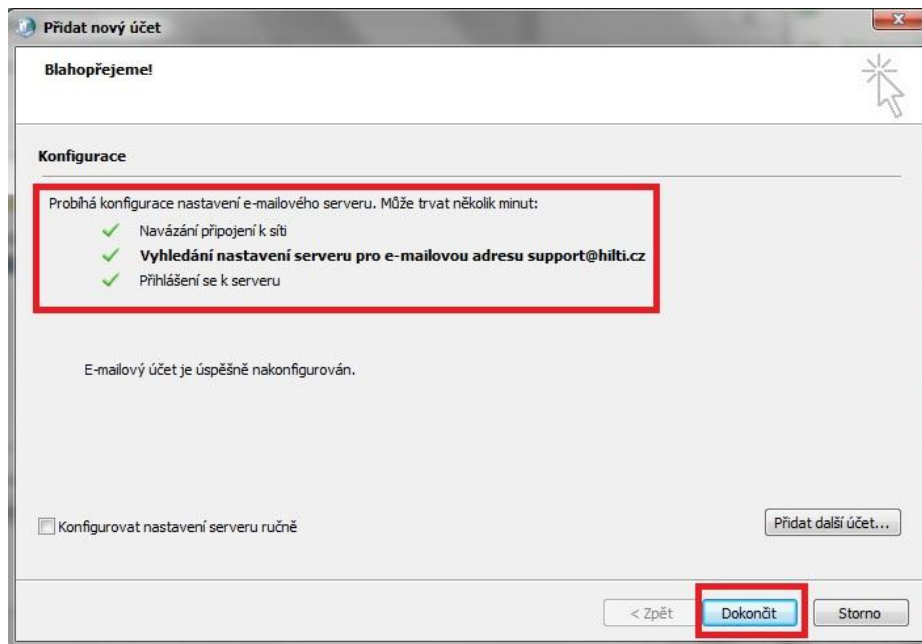 Přidat nový účet
Blahopřejeme!
Konfigurace
Probíhá konfigurace nastavení e-mailového serveru. Může trvat několik minut:
Navázání připojení k síti
Vyhledání nastavení serveru pro e-mailovou adresu support@hilti.cz
Přihlášení se k serveru
E-mailový účet je úspěšně nakonfigurován.
Konfigurovat nastavení serveru ručně
Přidat další účet...
< Zpět
Dokončit
Storno